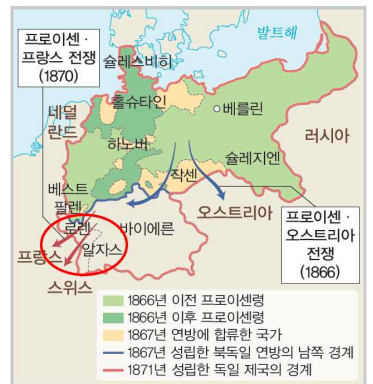 프로이센·
프랑스 전쟁
(1870)
발트해
슐레스비히
홀슈타인
네덜
란드
베를린
러시아
하노버
슐레지엔
작센
베스트
팔렌
오스트리아
로렌
바이에른
알자스
프랑스
스위스
프로이센·
오스트리아
전쟁
(1866)
1866년 이전 프로이센령
1866년 이후 프로이센령
1867년 연방에 합류한 국가
1867년 성립한 북독일 연방의 남쪽 경계
1871년 성립한 독일 제국의 경계